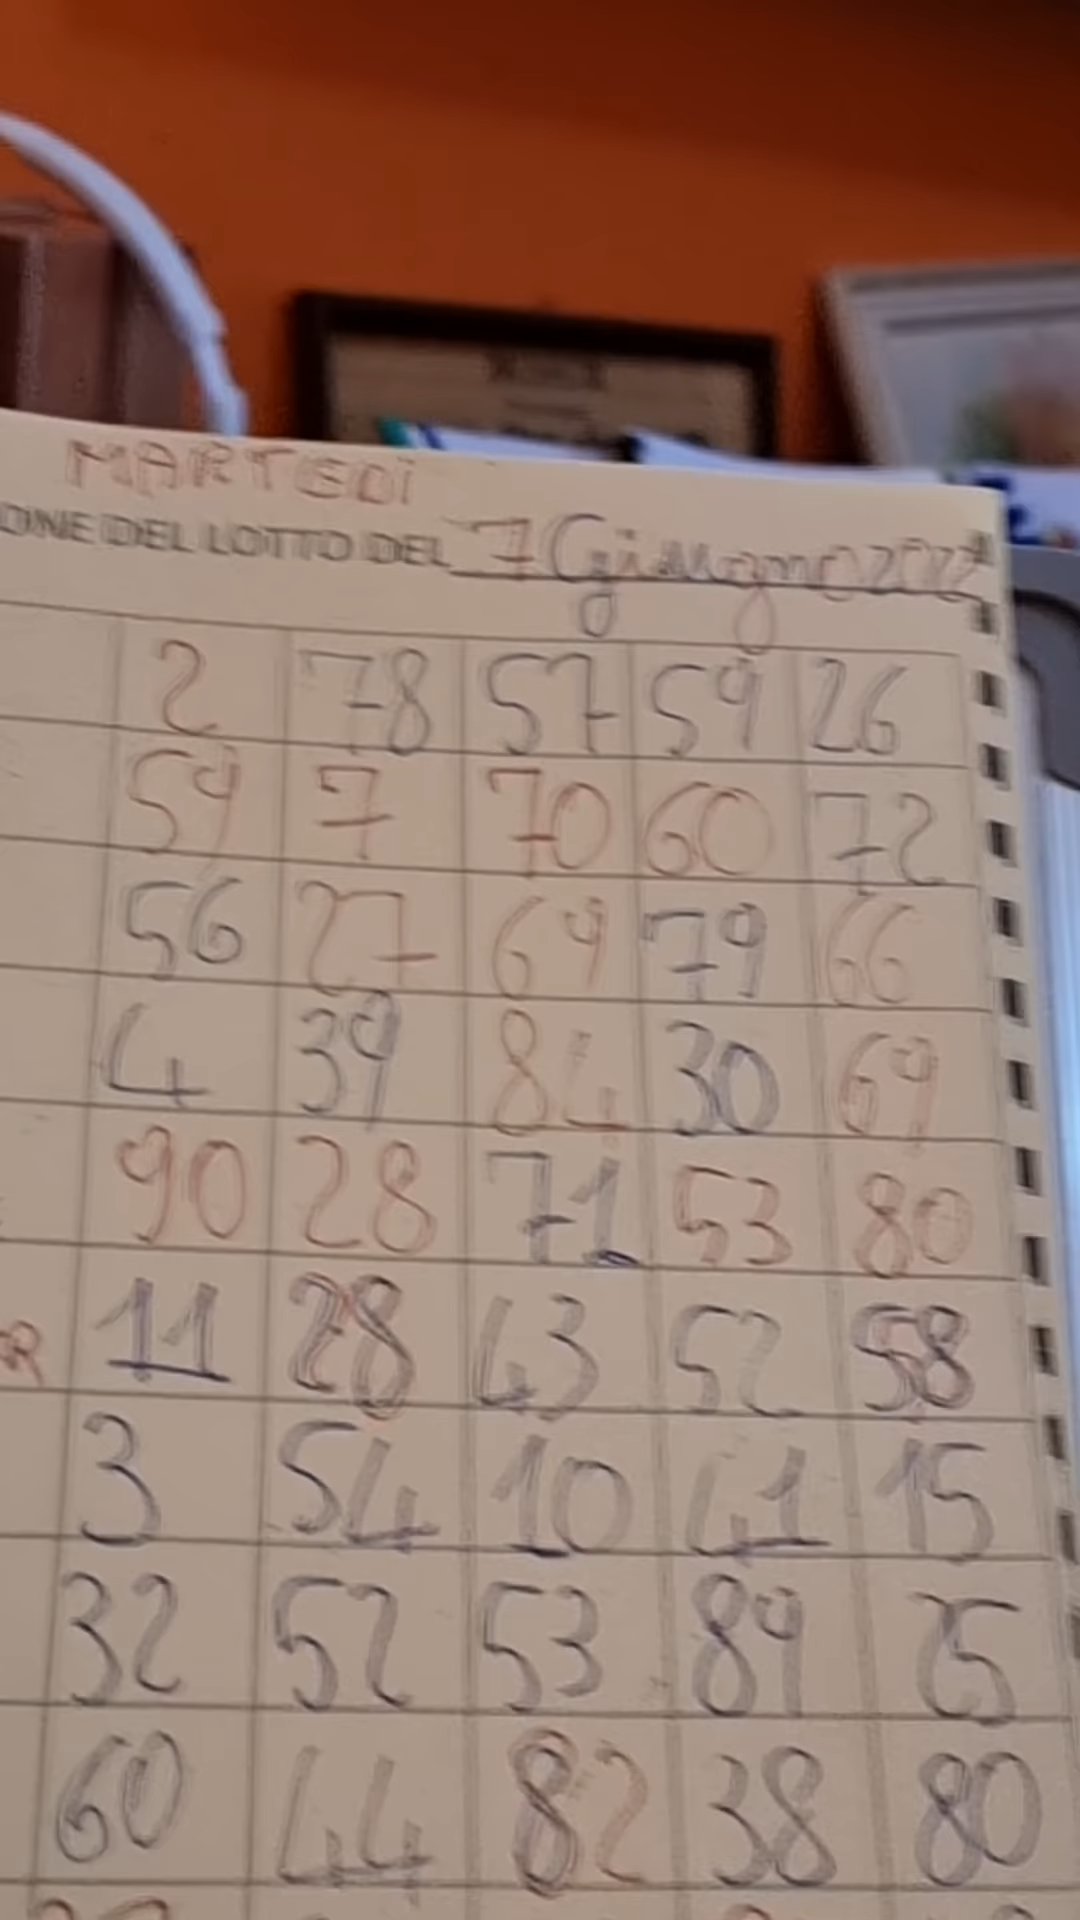 MARTEDI
ONE DEL LOTTO DEL 7 Giugno 2022
2 78 57 59 26
59 7 70 60 72
56 27 69 79 66
4 39 84 30 69
90 28 71 53 80
OR 11 28 43 52 58
3 54 10 41 15
32 52 53 89 75
60 44 82 38 80